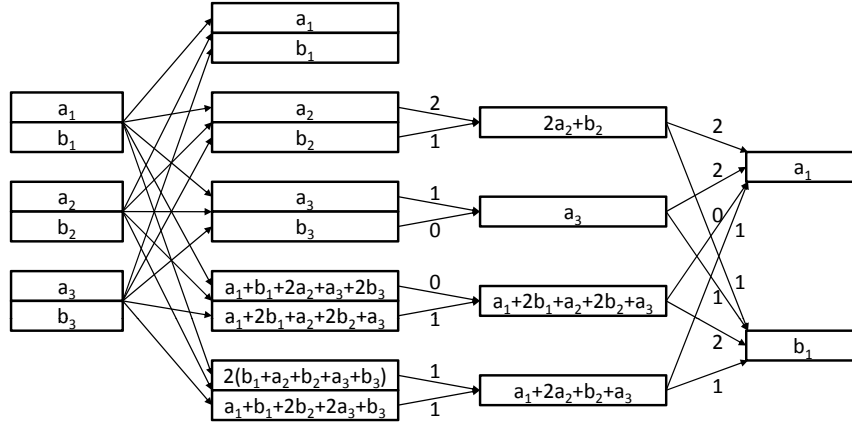 a₁
b₁
a₂
b₂
a₃
b₃
a₁
b₁
a₂
b₂
a₃
b₃
a₁+b₁+2a₂+a₃+2b₃
a₁+2b₁+a₂+2b₂+a₃
2(b₁+a₂+b₂+a₃+b₃)
a₁+b₁+2b₂+2a₃+b₃
2
1
1
0
0
1
1
1
2a₂+b₂
a₃
a₁+2b₁+a₂+2b₂+a₃
a₁+2a₂+b₂+a₃
2
2
0
1
1
1
2
1
a₁
b₁